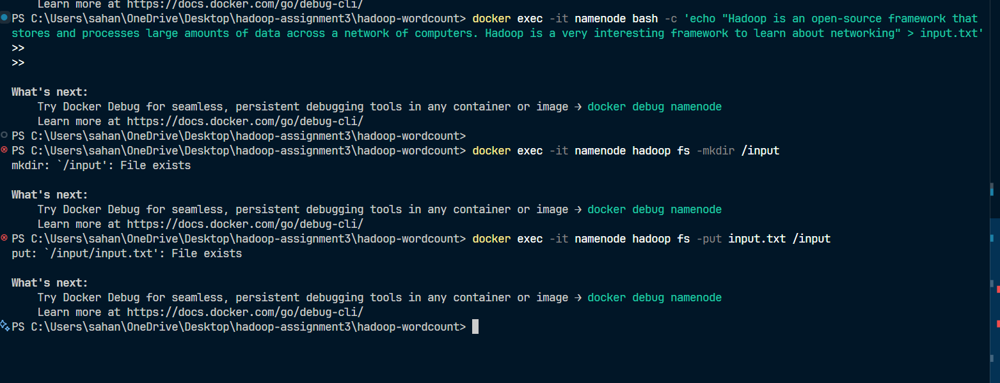 Learn more at https://docs.docker.com/go/debug-cli/
PS C:\Users\sahan\OneDrive\Desktop\hadoop-assignment3\hadoop-wordcount> docker exec -it namenode bash -c 'echo "Hadoop is an open-source framework that
stores and processes large amounts of data across a network of computers. Hadoop is a very interesting framework to learn about networking" > input.txt'
>>
>>
What's next:
Try Docker Debug for seamless, persistent debugging tools in any container or image → docker debug namenode
Learn more at https://docs.docker.com/go/debug-cli/
PS C:\Users\sahan\OneDrive\Desktop\hadoop-assignment3\hadoop-wordcount>
PS C:\Users\sahan\OneDrive\Desktop\hadoop-assignment3\hadoop-wordcount> docker exec -it namenode hadoop fs -mkdir /input
mkdir: `/input': File exists
What's next:
Try Docker Debug for seamless, persistent debugging tools in any container or image → docker debug namenode
Learn more at https://docs.docker.com/go/debug-cli/
PS C:\Users\sahan\OneDrive\Desktop\hadoop-assignment3\hadoop-wordcount> docker exec -it namenode hadoop fs -put input.txt /input
put: `/input/input.txt': File exists
What's next:
Try Docker Debug for seamless, persistent debugging tools in any container or image → docker debug namenode
Learn more at https://docs.docker.com/go/debug-cli/
PS C:\Users\sahan\OneDrive\Desktop\hadoop-assignment3\hadoop-wordcount>